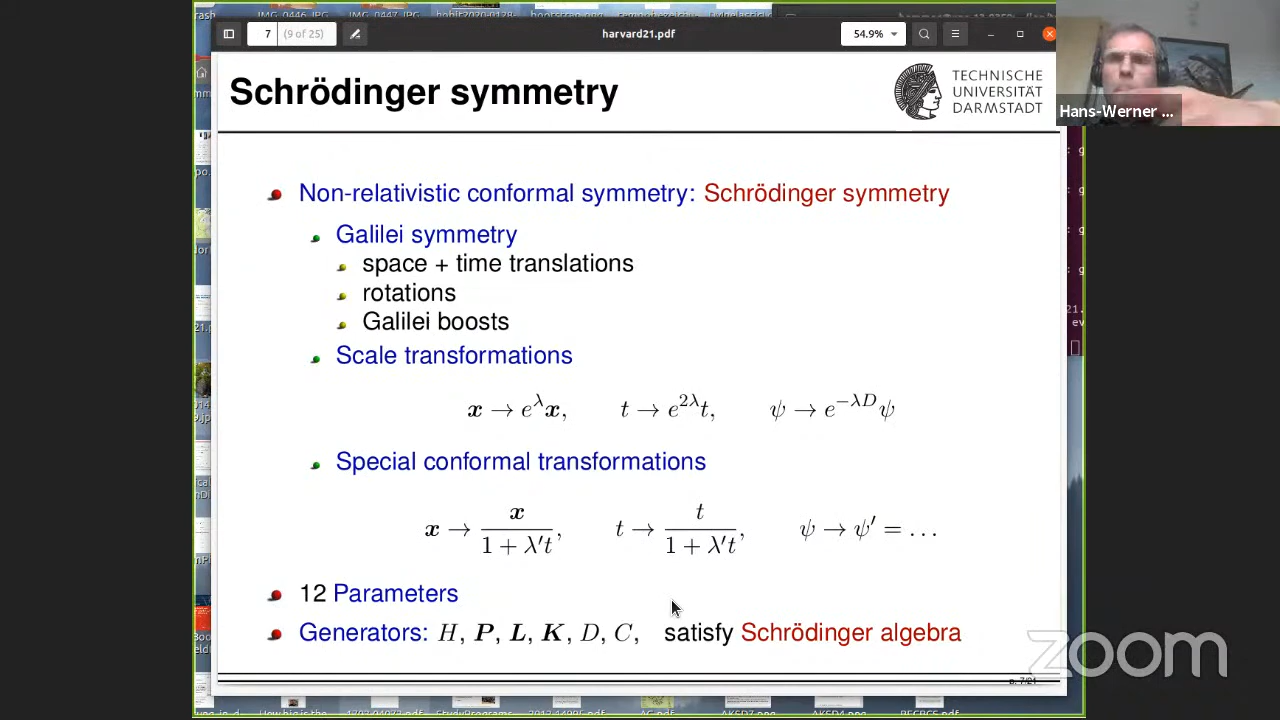 7 (9 of 25) harvard21.pdf 54.9%
Schrödinger symmetry
TECHNISCHE
UNIVERSITÄT
DARMSTADT
Hans-Werner ...
Non-relativistic conformal symmetry: Schrödinger symmetry
Galilei symmetry
space + time translations
rotations
Galilei boosts
Scale transformations
x → e^λ x, t → e^{2λ} t, ψ → e^{−λD} ψ
Special conformal transformations
x → x / (1 + λ′t), t → t / (1 + λ′t), ψ → ψ′ = ...
12 Parameters
Generators: H, P, L, K, D, C, satisfy Schrödinger algebra
zoom
p. 7/21